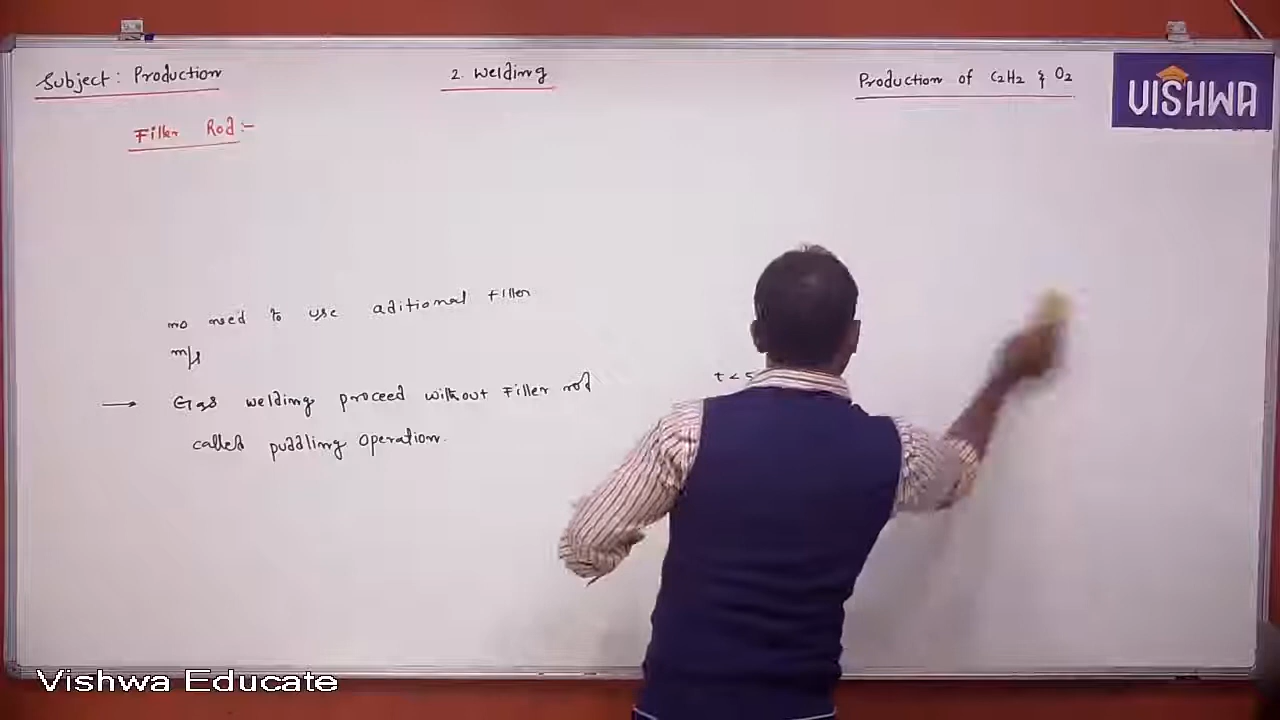 Subject: Production
2. Welding
Production of C2H2 & O2
VISHWA
Filler Rod:-
no need to use aditional filler
m/s
t < 5
→ Gas welding proceed without Filler rod
called puddling operation.
Vishwa Educate